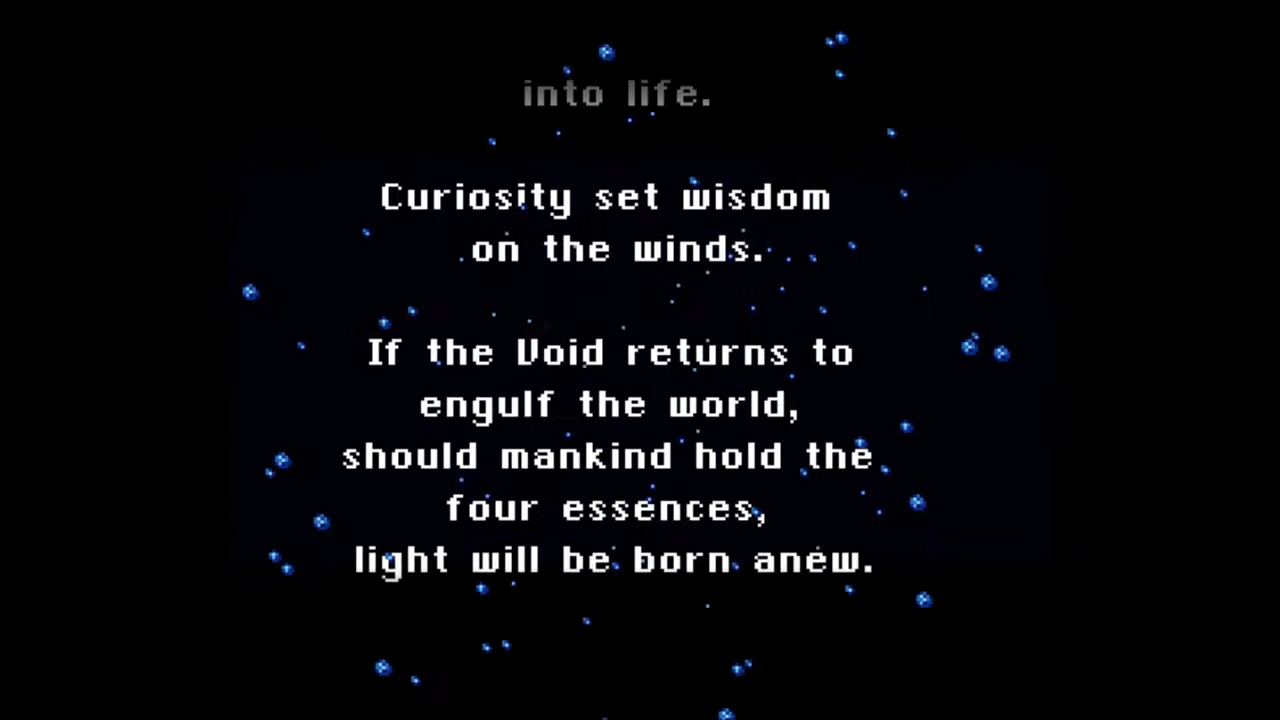 into life.
Curiosity set wisdom
on the winds.
If the Void returns to
engulf the world,
should mankind hold the
four essences,
light will be born anew.